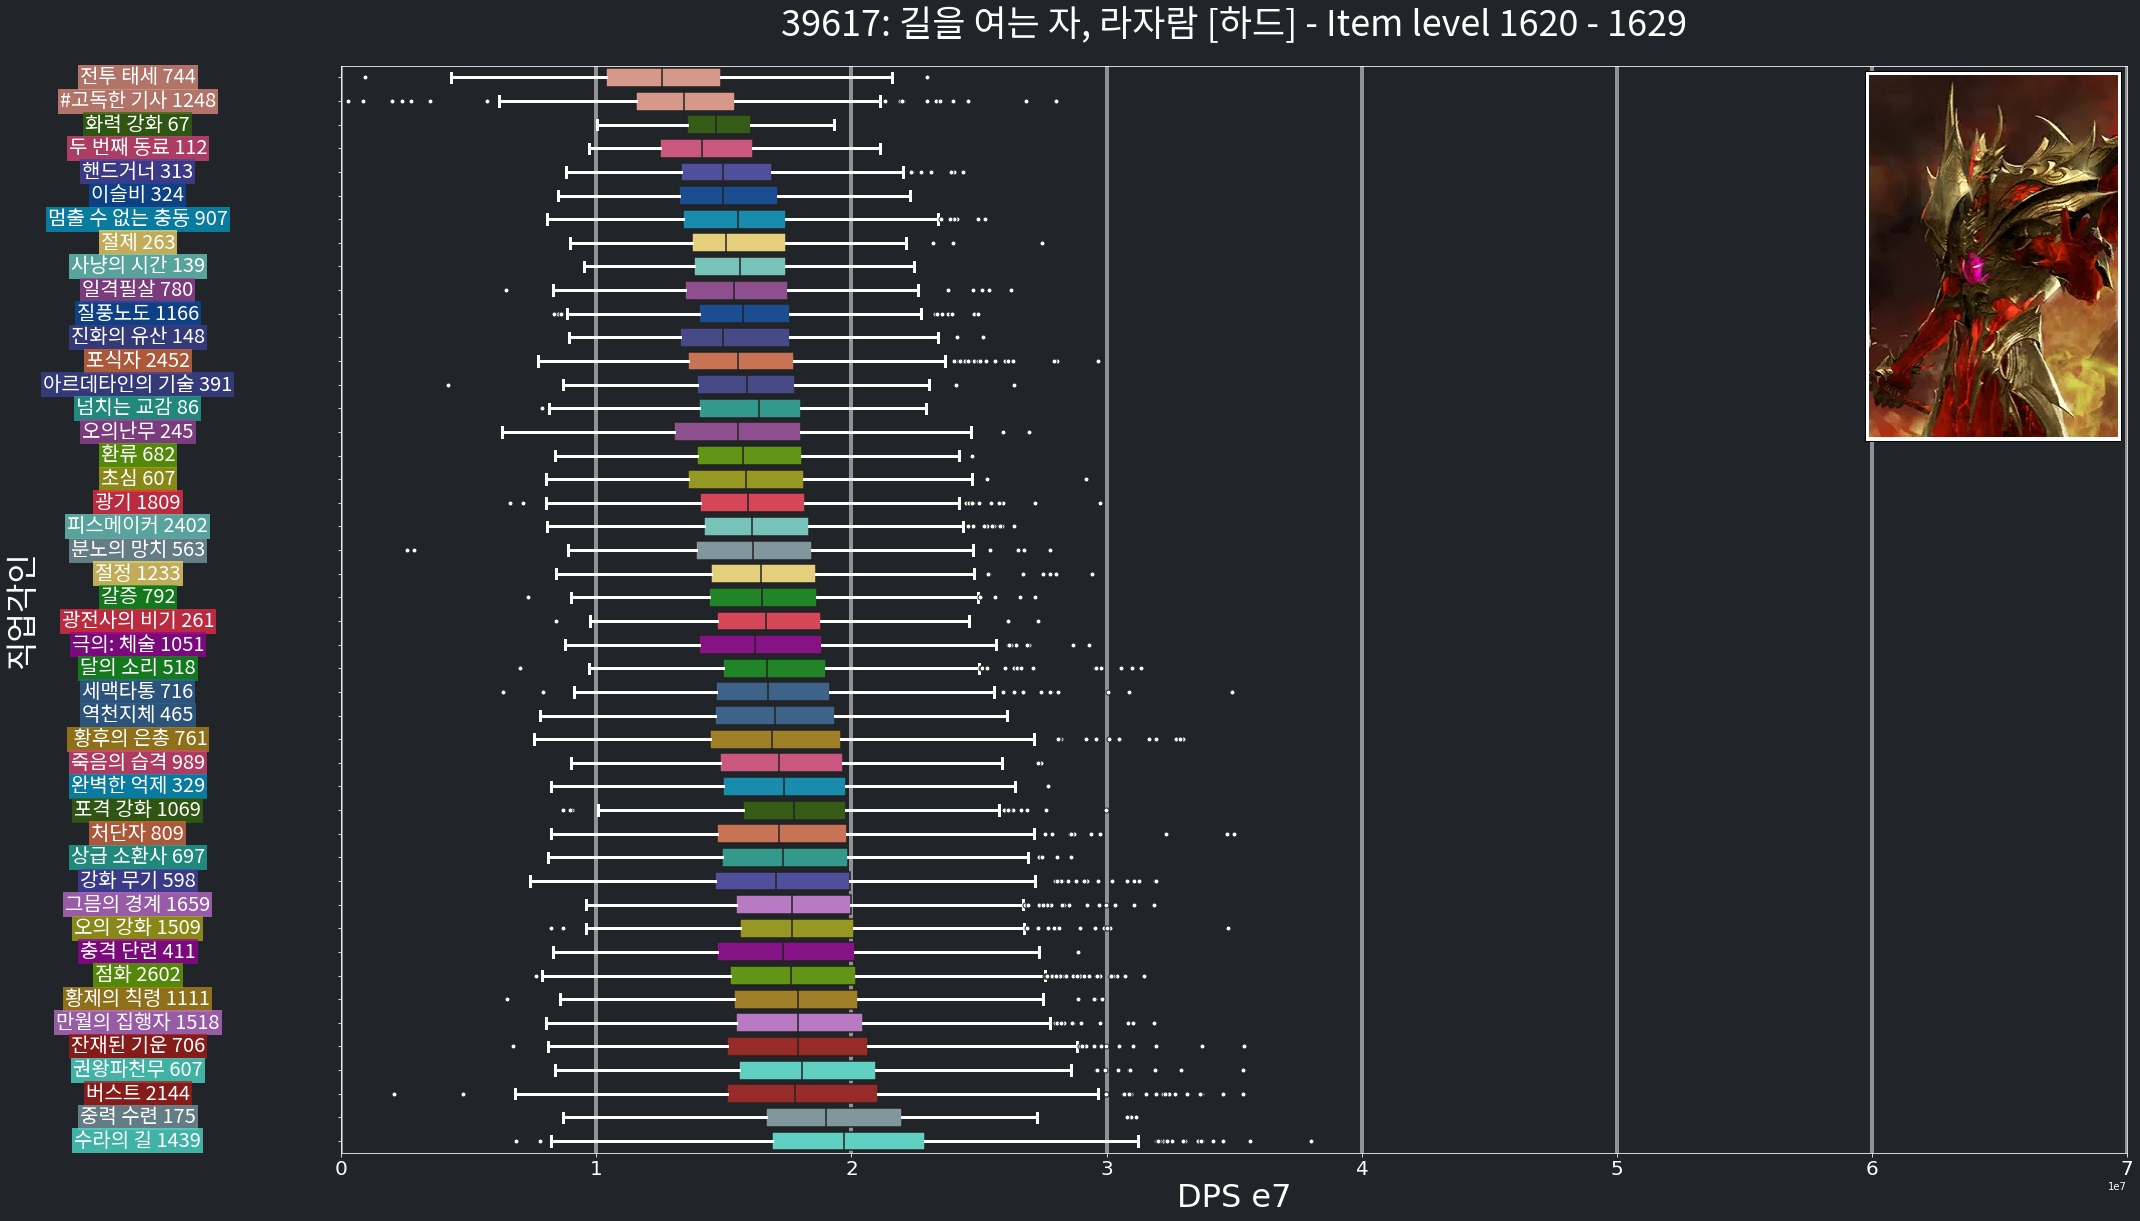 39617: 길을 여는 자, 라자람 [하드] - Item level 1620 - 1629
전투 태세 744
#고독한 기사 1248
화력 강화 67
두 번째 동료 112
핸드거너 313
이슬비 324
멈출 수 없는 충동 907
절제 263
사냥의 시간 139
일격필살 780
질풍노도 1166
진화의 유산 148
포식자 2452
아르데타인의 기술 391
넘치는 교감 86
오의난무 245
환류 682
초심 607
광기 1809
피스메이커 2402
분노의 망치 563
절정 1233
갈증 792
광전사의 비기 261
극의: 체술 1051
달의 소리 518
세맥타통 716
역천지체 465
황후의 은총 761
죽음의 습격 989
완벽한 억제 329
포격 강화 1069
처단자 809
상급 소환사 697
강화 무기 598
그믐의 경계 1659
오의 강화 1509
충격 단련 411
점화 2602
황제의 칙령 1111
만월의 집행자 1518
잔재된 기운 706
권왕파천무 607
버스트 2144
중력 수련 175
수라의 길 1439
직업각인
0 1 2 3 4 5 6 7
DPS e7
1e7